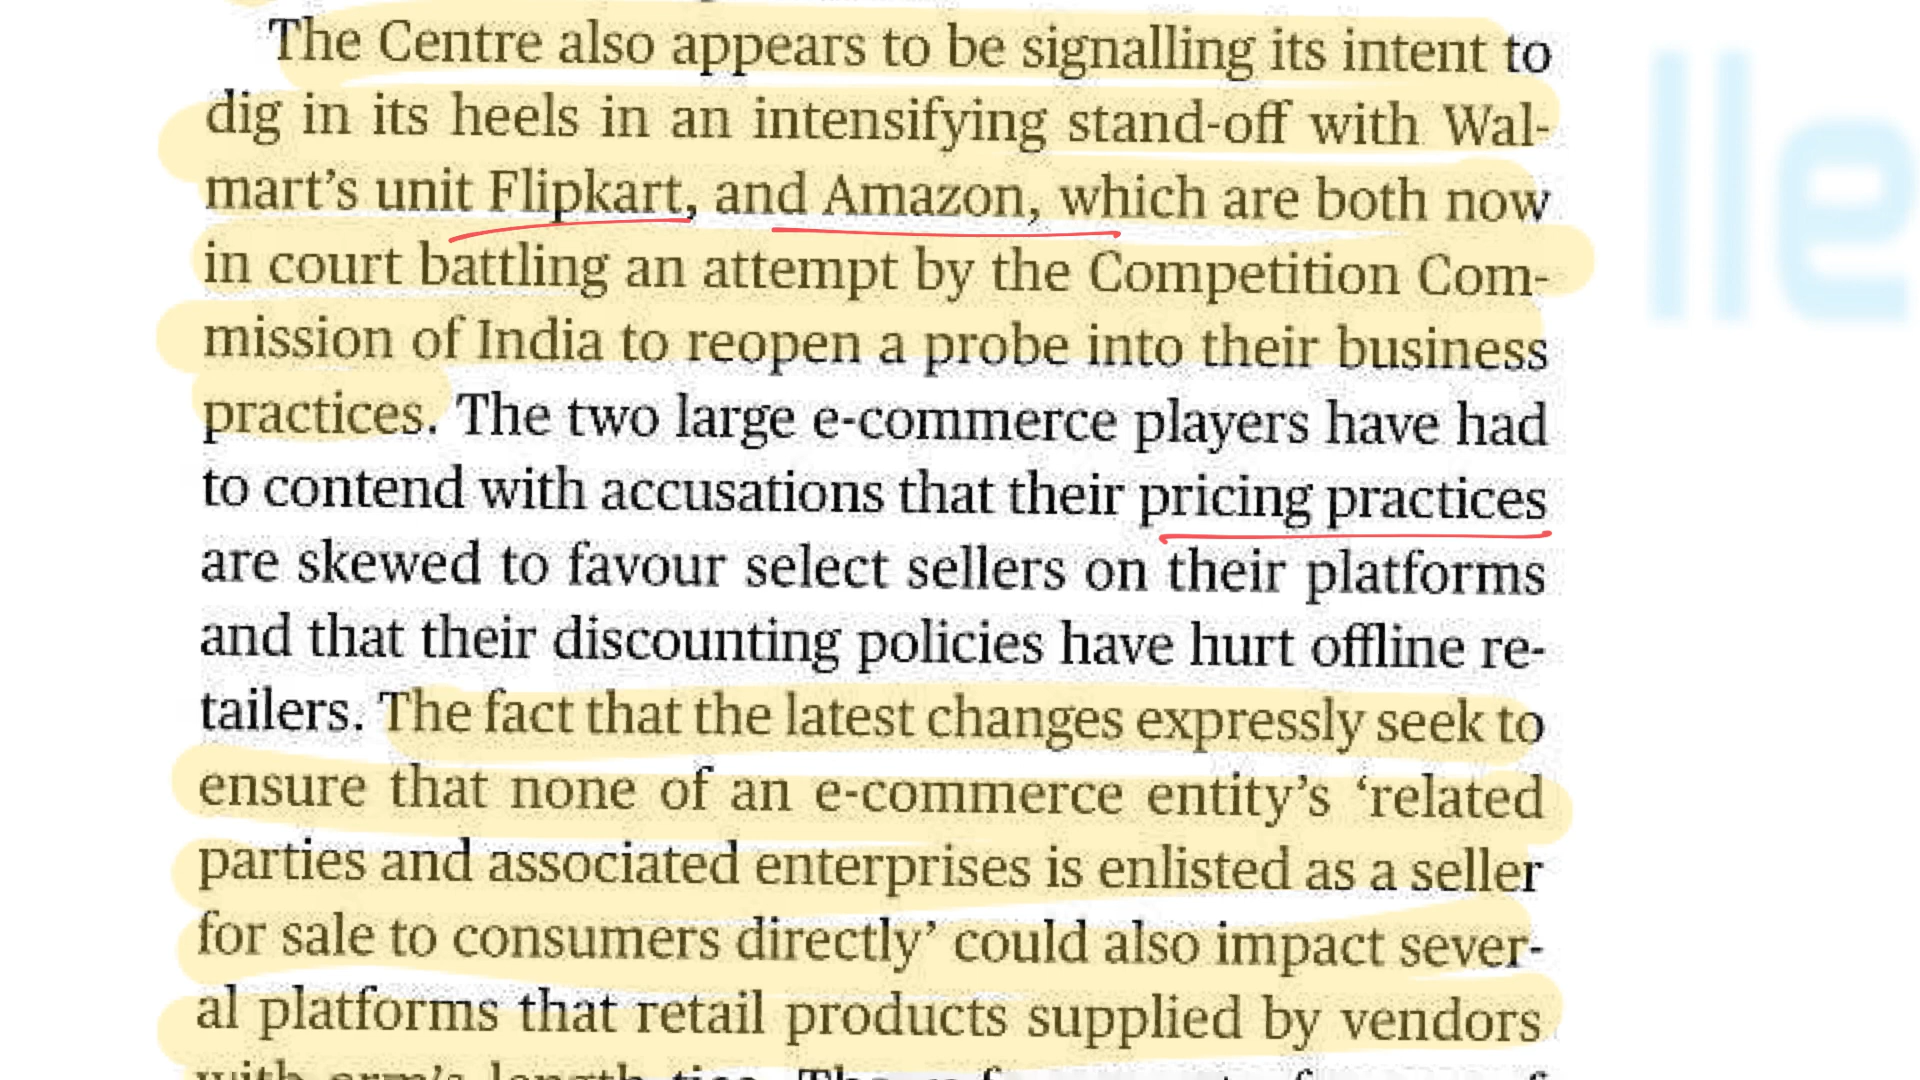 The Centre also appears to be signalling its intent to
dig in its heels in an intensifying stand-off with Wal-
mart’s unit Flipkart, and Amazon, which are both now
in court battling an attempt by the Competition Com-
mission of India to reopen a probe into their business
practices. The two large e-commerce players have had
to contend with accusations that their pricing practices
are skewed to favour select sellers on their platforms
and that their discounting policies have hurt offline re-
tailers. The fact that the latest changes expressly seek to
ensure that none of an e-commerce entity’s ‘related
parties and associated enterprises is enlisted as a seller
for sale to consumers directly’ could also impact sever-
al platforms that retail products supplied by vendors
with arm’s length ties. The
lle